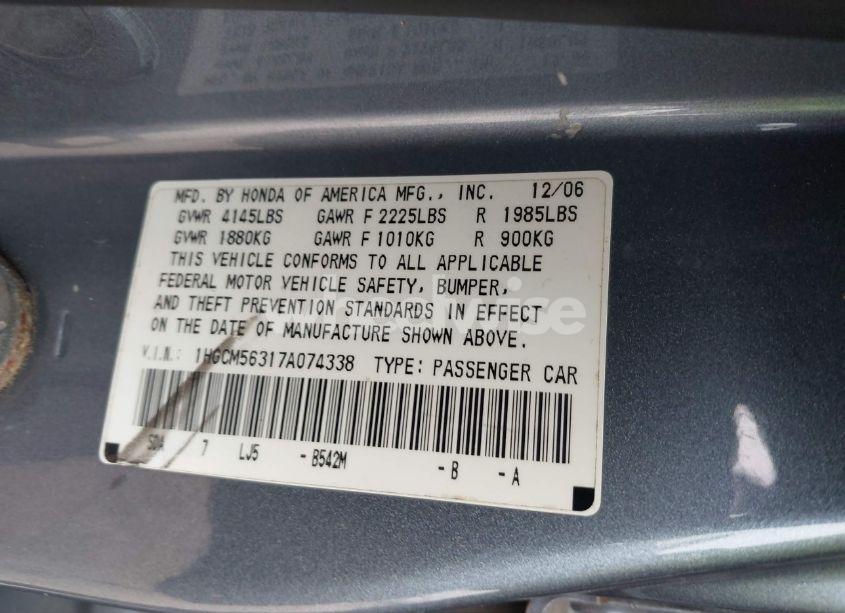 MFD. BY HONDA OF AMERICA MFG., INC. 12/06
GVWR 4145LBS GAWR F 2225LBS R 1985LBS
GVWR 1880KG GAWR F 1010KG R 900KG
THIS VEHICLE CONFORMS TO ALL APPLICABLE
FEDERAL MOTOR VEHICLE SAFETY, BUMPER,
AND THEFT PREVENTION STANDARDS IN EFFECT
ON THE DATE OF MANUFACTURE SHOWN ABOVE.
V.I.N.: 1HGCM56317A074338 TYPE: PASSENGER CAR
SDA 7 LJ5 -B542M -B -A